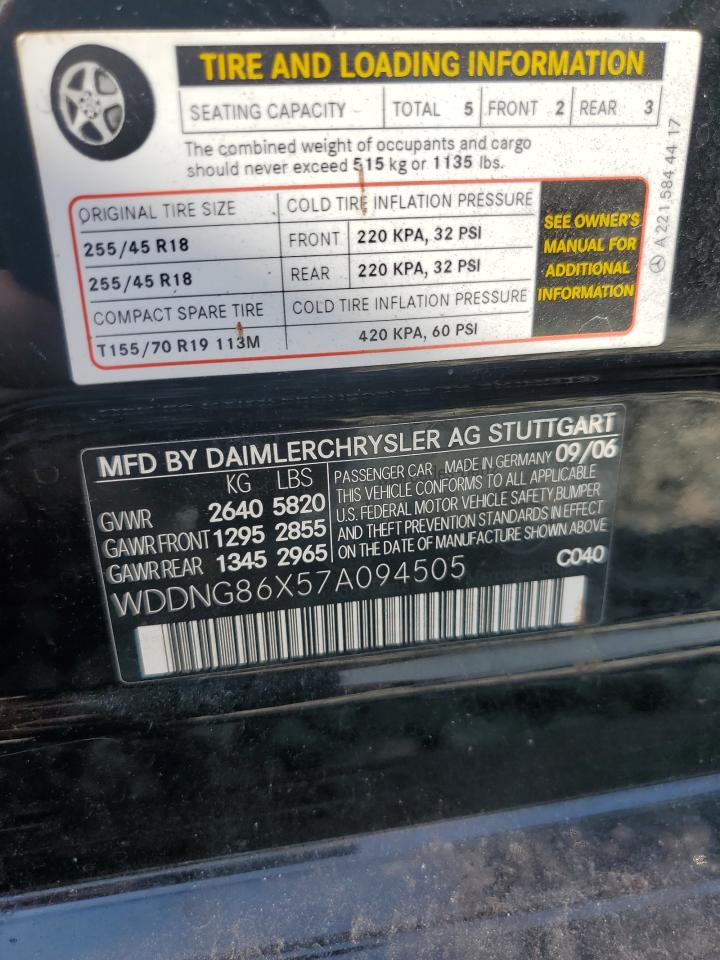 TIRE AND LOADING INFORMATION
SEATING CAPACITY TOTAL 5 FRONT 2 REAR 3
The combined weight of occupants and cargo
should never exceed 515 kg or 1135 lbs.
ORIGINAL TIRE SIZE COLD TIRE INFLATION PRESSURE
255/45 R18 FRONT 220 KPA, 32 PSI
255/45 R18 REAR 220 KPA, 32 PSI
COMPACT SPARE TIRE COLD TIRE INFLATION PRESSURE
T155/70 R19 113M 420 KPA, 60 PSI
SEE OWNER'S
MANUAL FOR
ADDITIONAL
INFORMATION
A 221 584 44 17
MFD BY DAIMLERCHRYSLER AG STUTTGART
KG LBS
GVWR 2640 5820
GAWR FRONT 1295 2855
GAWR REAR 1345 2965
PASSENGER CAR MADE IN GERMANY 09/06
THIS VEHICLE CONFORMS TO ALL APPLICABLE
U.S. FEDERAL MOTOR VEHICLE SAFETY, BUMPER
AND THEFT PREVENTION STANDARDS IN EFFECT
ON THE DATE OF MANUFACTURE SHOWN ABOVE
C040
WDDNG86X57A094505